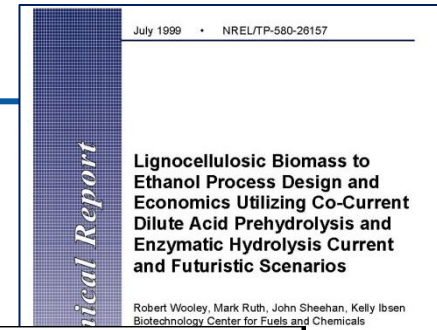 July 1999 • NREL/TP-580-26157
Lignocellulosic Biomass to
Ethanol Process Design and
Economics Utilizing Co-Current
Dilute Acid Prehydrolysis and
Enzymatic Hydrolysis Current
and Futuristic Scenarios
Robert Wooley, Mark Ruth, John Sheehan, Kelly Ibsen
Biotechnology Center for Fuels and Chemicals
nical Report